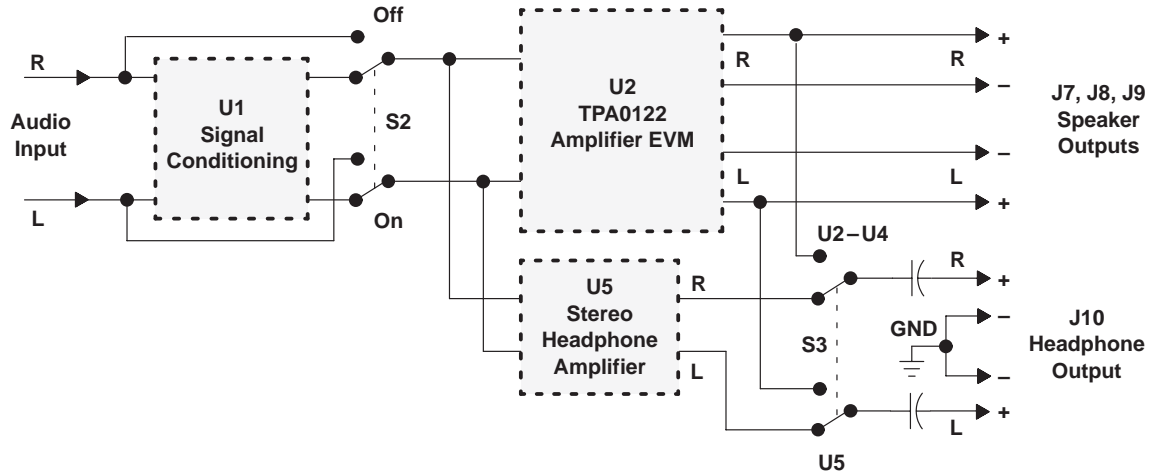 Off
R
Audio
Input
L
U1
Signal
Conditioning
S2
On
U2
TPA0122
Amplifier EVM
R
R
+
–
–
L
L
+
J7, J8, J9
Speaker
Outputs
U5
Stereo
Headphone
Amplifier
R
L
U2–U4
S3
U5
R
+
GND
–
–
L
+
J10
Headphone
Output